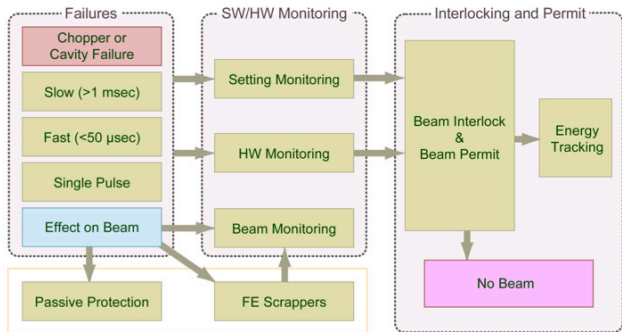 Failures
SW/HW Monitoring
Interlocking and Permit
Chopper or
Cavity Failure
Slow (>1 msec)
Fast (<50 µsec)
Single Pulse
Effect on Beam
Passive Protection
Setting Monitoring
HW Monitoring
Beam Monitoring
FE Scrappers
Beam Interlock
&
Beam Permit
Energy
Tracking
No Beam